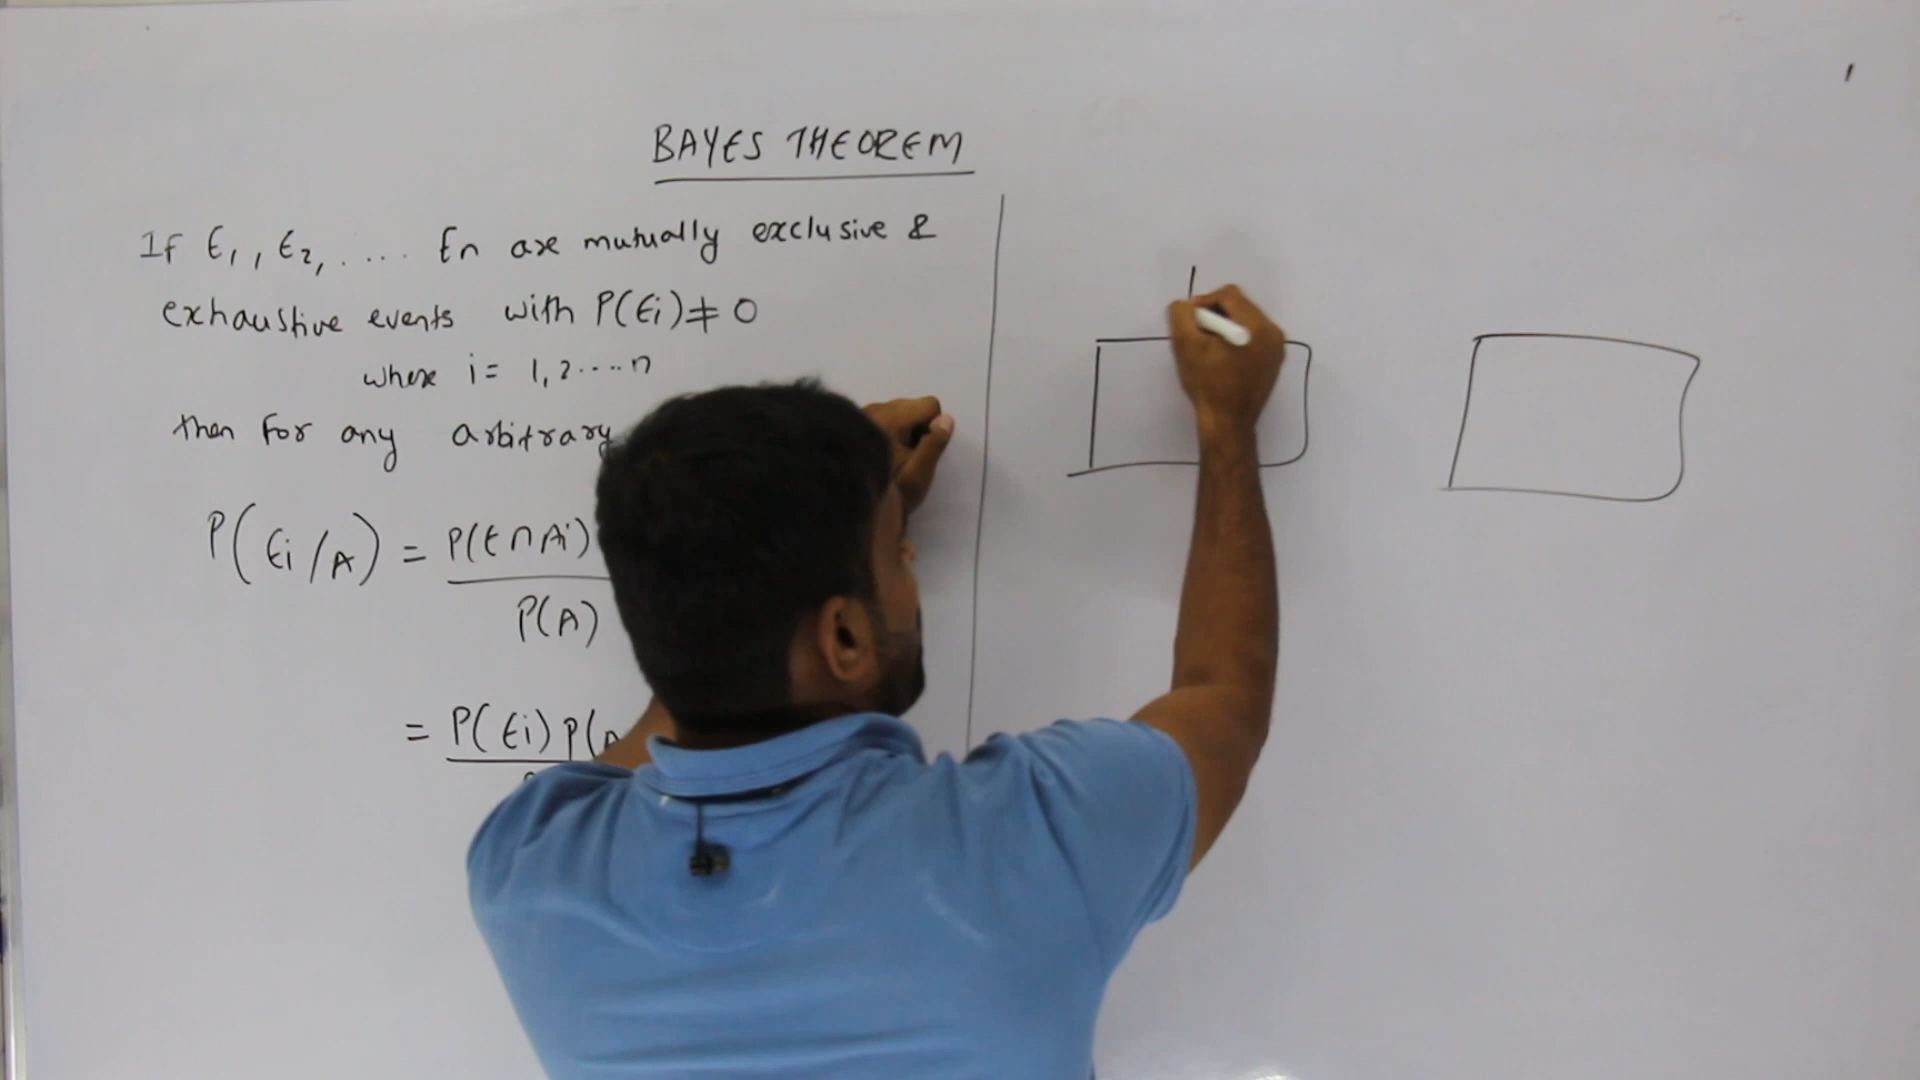 BAYES THEOREM
If E1, E2, .... En are mutually exclusive &
exhaustive events with P(Ei) ≠ 0
where i = 1, 2 .... n
then for any arbitrary
P(Ei/A) = P(E∩Ai)
P(A)
= P(Ei) P(A